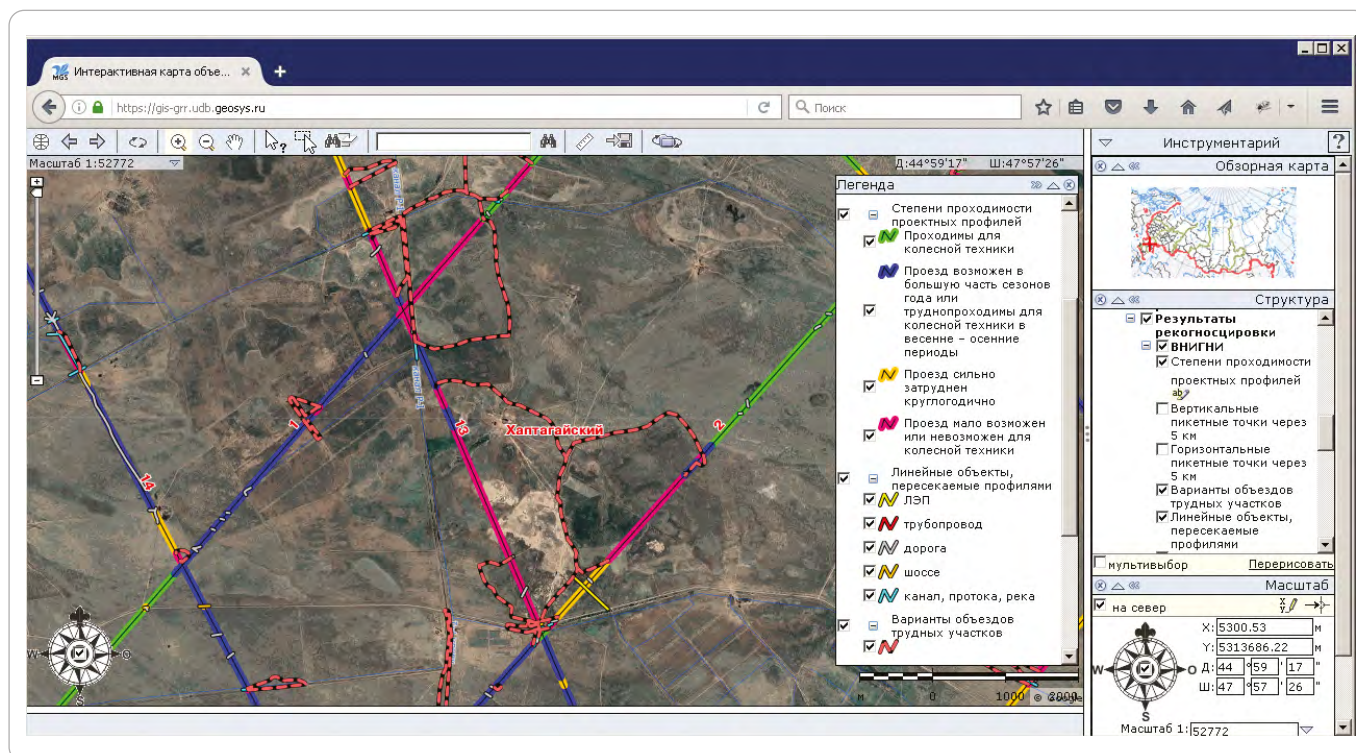 Интерактивная карта объе...
MGS
https://gis-grr.udb.geosys.ru
Поиск
Масштаб 1:52772
Д:44°59'17" Ш:47°57'26"
Легенда
Степени проходимости
проектных профилей
Проходимы для
колесной техники
Проезд возможен в
большую часть сезонов
года или
труднопроходимы для
колесной техники в
весенне – осенние
периоды
Проезд сильно
затруднен
круглогодично
Проезд мало возможен
или невозможен для
колесной техники
Линейные объекты,
пересекаемые профилями
ЛЭП
трубопровод
дорога
шоссе
канал, протока, река
Варианты объездов
трудных участков
1
2
13
14
Хаптагайский
W
O
S
м 0 1000 2000
© Google
Инструментарий
?
Обзорная карта
Структура
Результаты
рекогносцировки
ВНИГНИ
Степени проходимости
проектных профилей
Вертикальные
пикетные точки через
5 км
Горизонтальные
пикетные точки через
5 км
Варианты объездов
трудных участков
Линейные объекты,
пересекаемые
профилями
мультивыбор Перерисовать
Масштаб
на север
X: 5300.53 м
Y: 5313686.22 м
Д: 44 ° 59 ' 17 "
Ш: 47 ° 57 ' 26 "
W
O
S
Масштаб 1: 52772